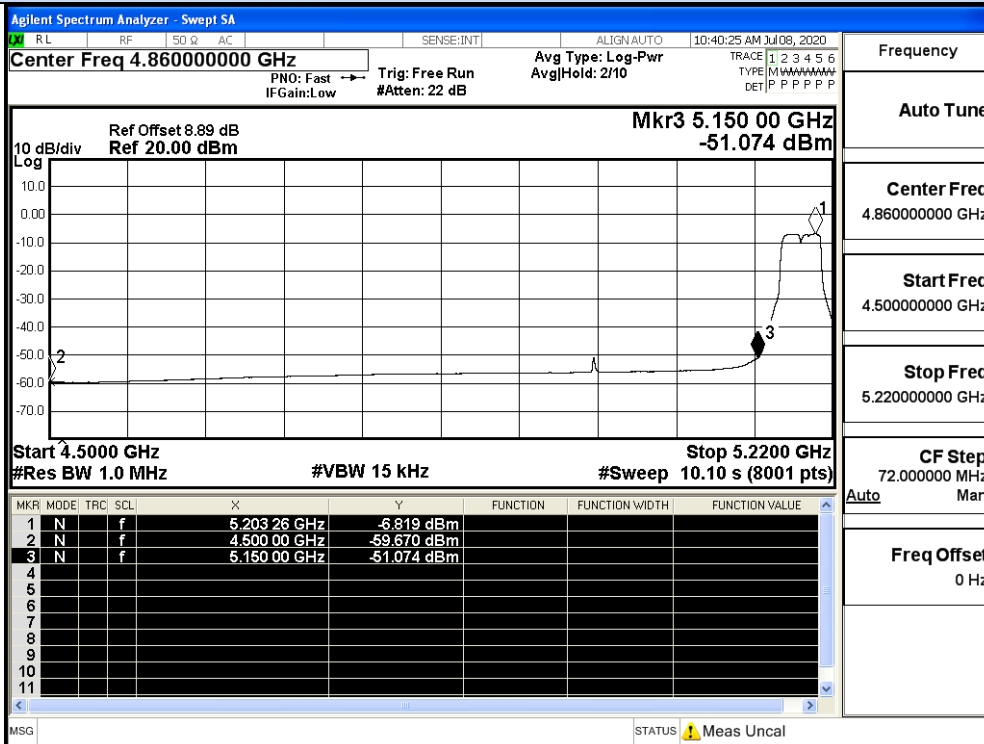 Agilent Spectrum Analyzer - Swept SA
LXI RL RF 50 Ω AC SENSE:INT ALIGN AUTO 10:40:25 AM Jul 08, 2020
Center Freq 4.860000000 GHz
PNO: Fast
IFGain:Low
Trig: Free Run
#Atten: 22 dB
Avg Type: Log-Pwr
Avg|Hold: 2/10
TRACE 1 2 3 4 5 6
TYPE M
DET P P P P P P
Ref Offset 8.89 dB
10 dB/div Ref 20.00 dBm
Log
Mkr3 5.150 00 GHz
-51.074 dBm
10.0
0.00
-10.0
-20.0
-30.0
-40.0
-50.0
-60.0
-70.0
1
2
3
Start 4.5000 GHz Stop 5.2200 GHz
#Res BW 1.0 MHz #VBW 15 kHz #Sweep 10.10 s (8001 pts)
MKR MODE TRC SCL X Y FUNCTION FUNCTION WIDTH FUNCTION VALUE
1 N f 5.203 26 GHz -6.819 dBm
2 N f 4.500 00 GHz -59.670 dBm
3 N f 5.150 00 GHz -51.074 dBm
4
5
6
7
8
9
10
11
MSG STATUS Meas Uncal
Frequency
Auto Tune
Center Freq
4.860000000 GHz
Start Freq
4.500000000 GHz
Stop Freq
5.220000000 GHz
CF Step
72.000000 MHz
Auto Man
Freq Offset
0 Hz